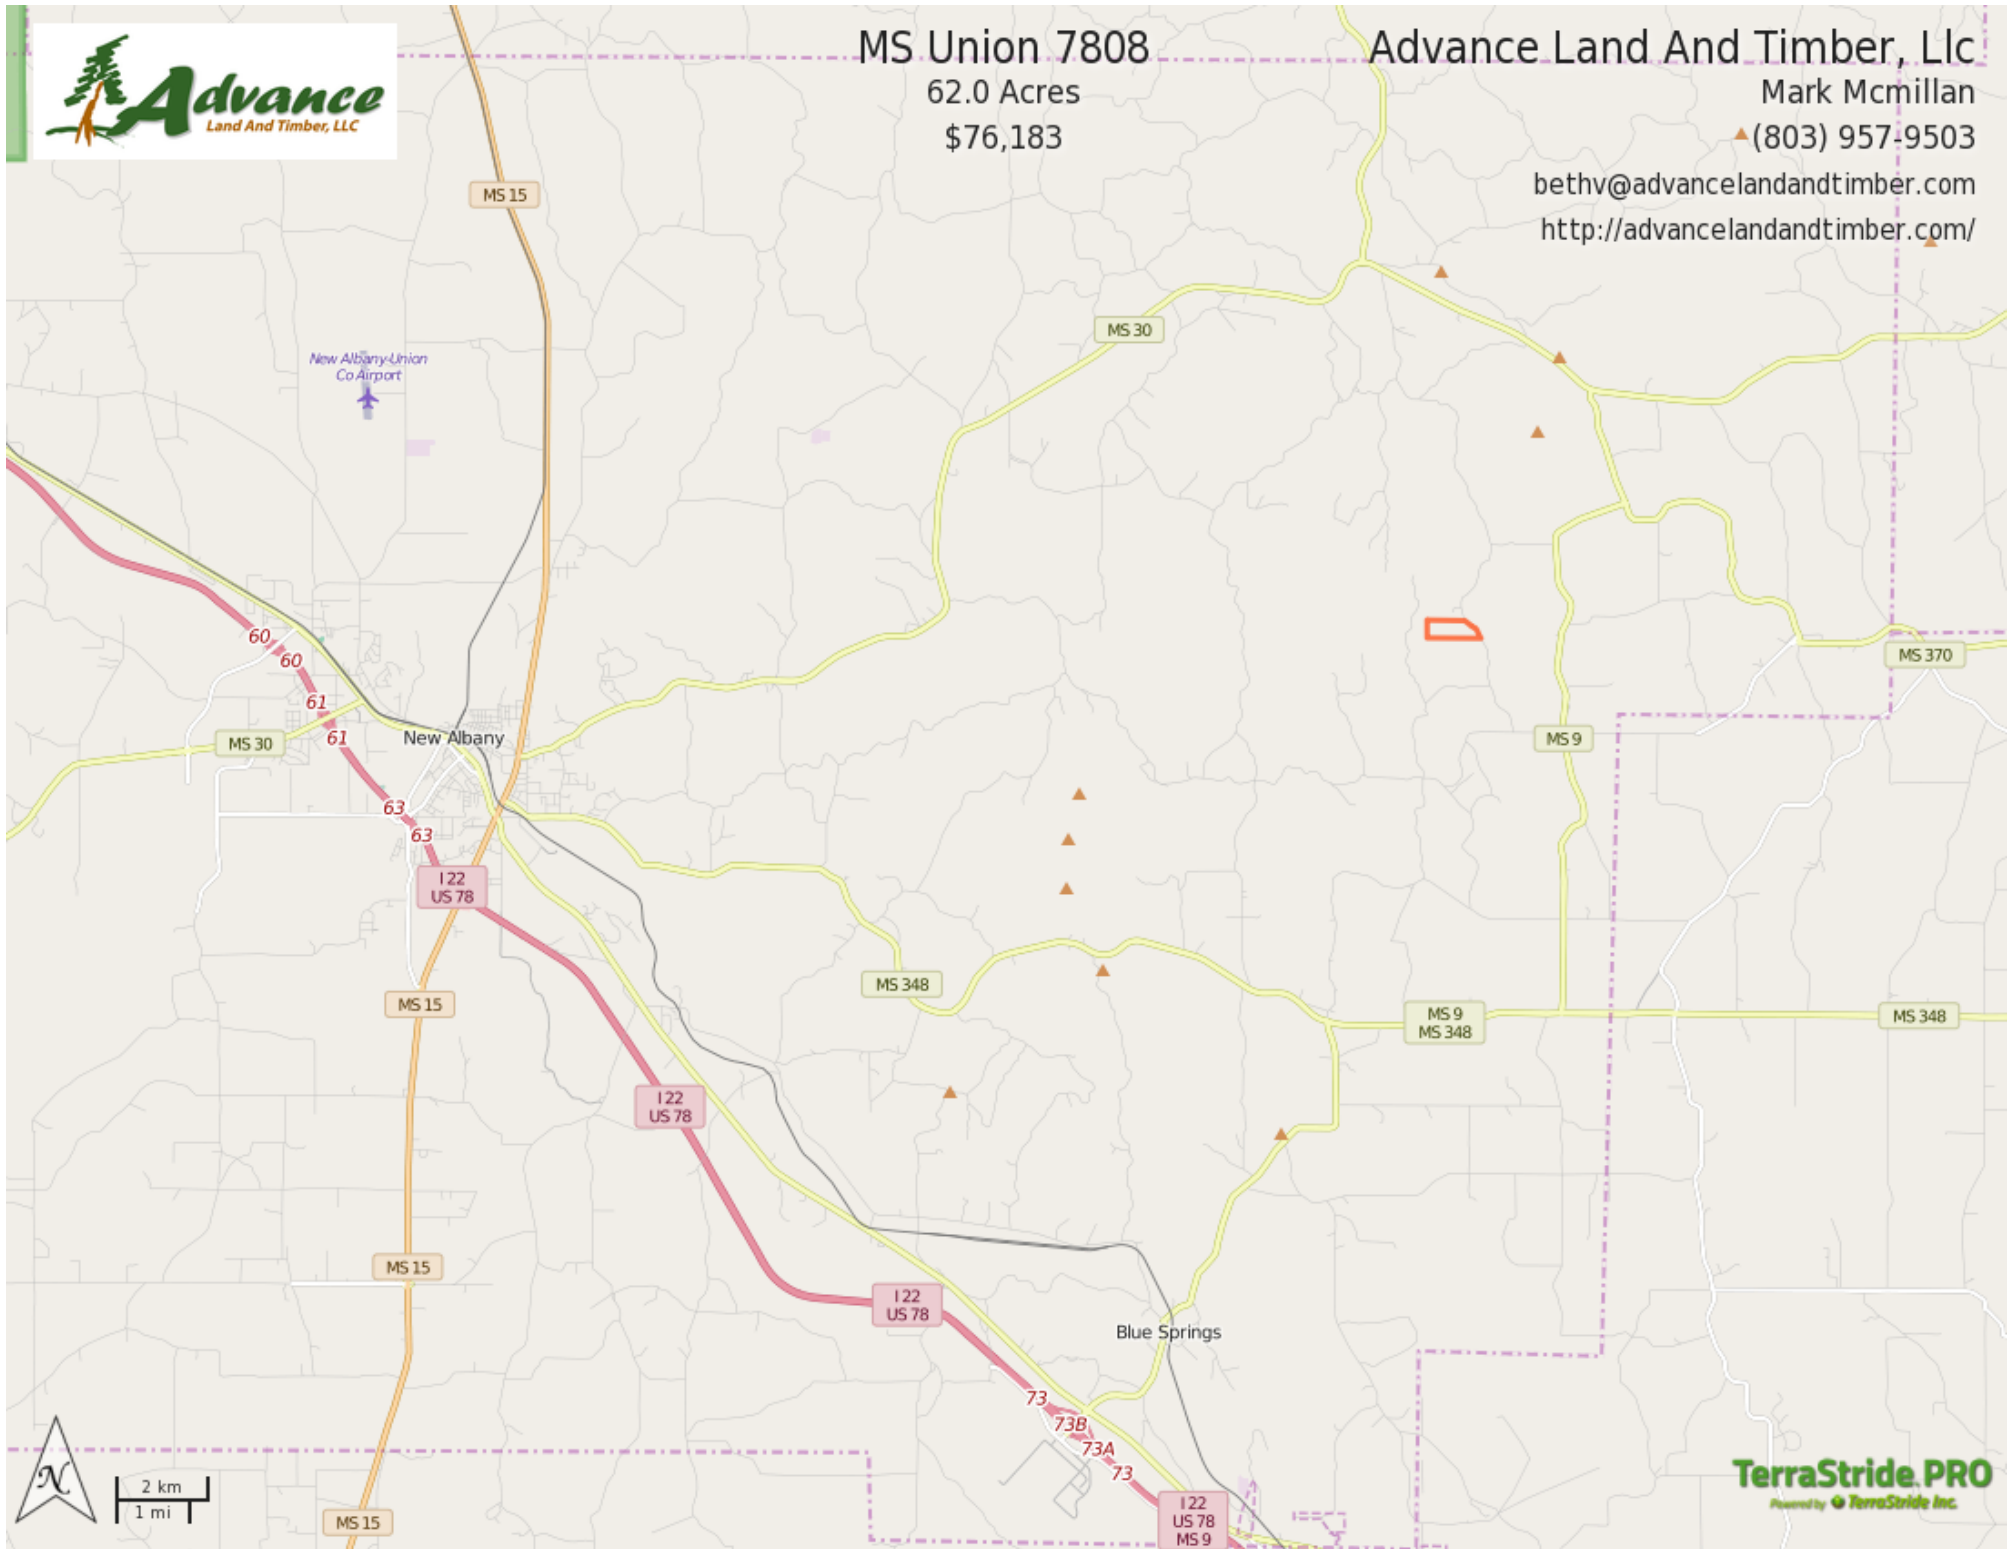 Advance
Land And Timber, LLC
MS Union 7808
62.0 Acres
$76,183
Advance Land And Timber, Llc
Mark Mcmillan
(803) 957-9503
bethv@advancelandandtimber.com
http://advancelandandtimber.com/
MS 15
MS 30
New Albany-Union
Co Airport
60
60
61
61
MS 30
New Albany
63
63
I 22
US 78
MS 15
MS 370
MS 9
MS 348
MS 9
MS 348
MS 348
I 22
US 78
MS 15
I 22
US 78
Blue Springs
73
73B
73A
73
I 22
US 78
MS 9
MS 15
N
2 km
1 mi
TerraStride PRO
Powered by TerraStride Inc.